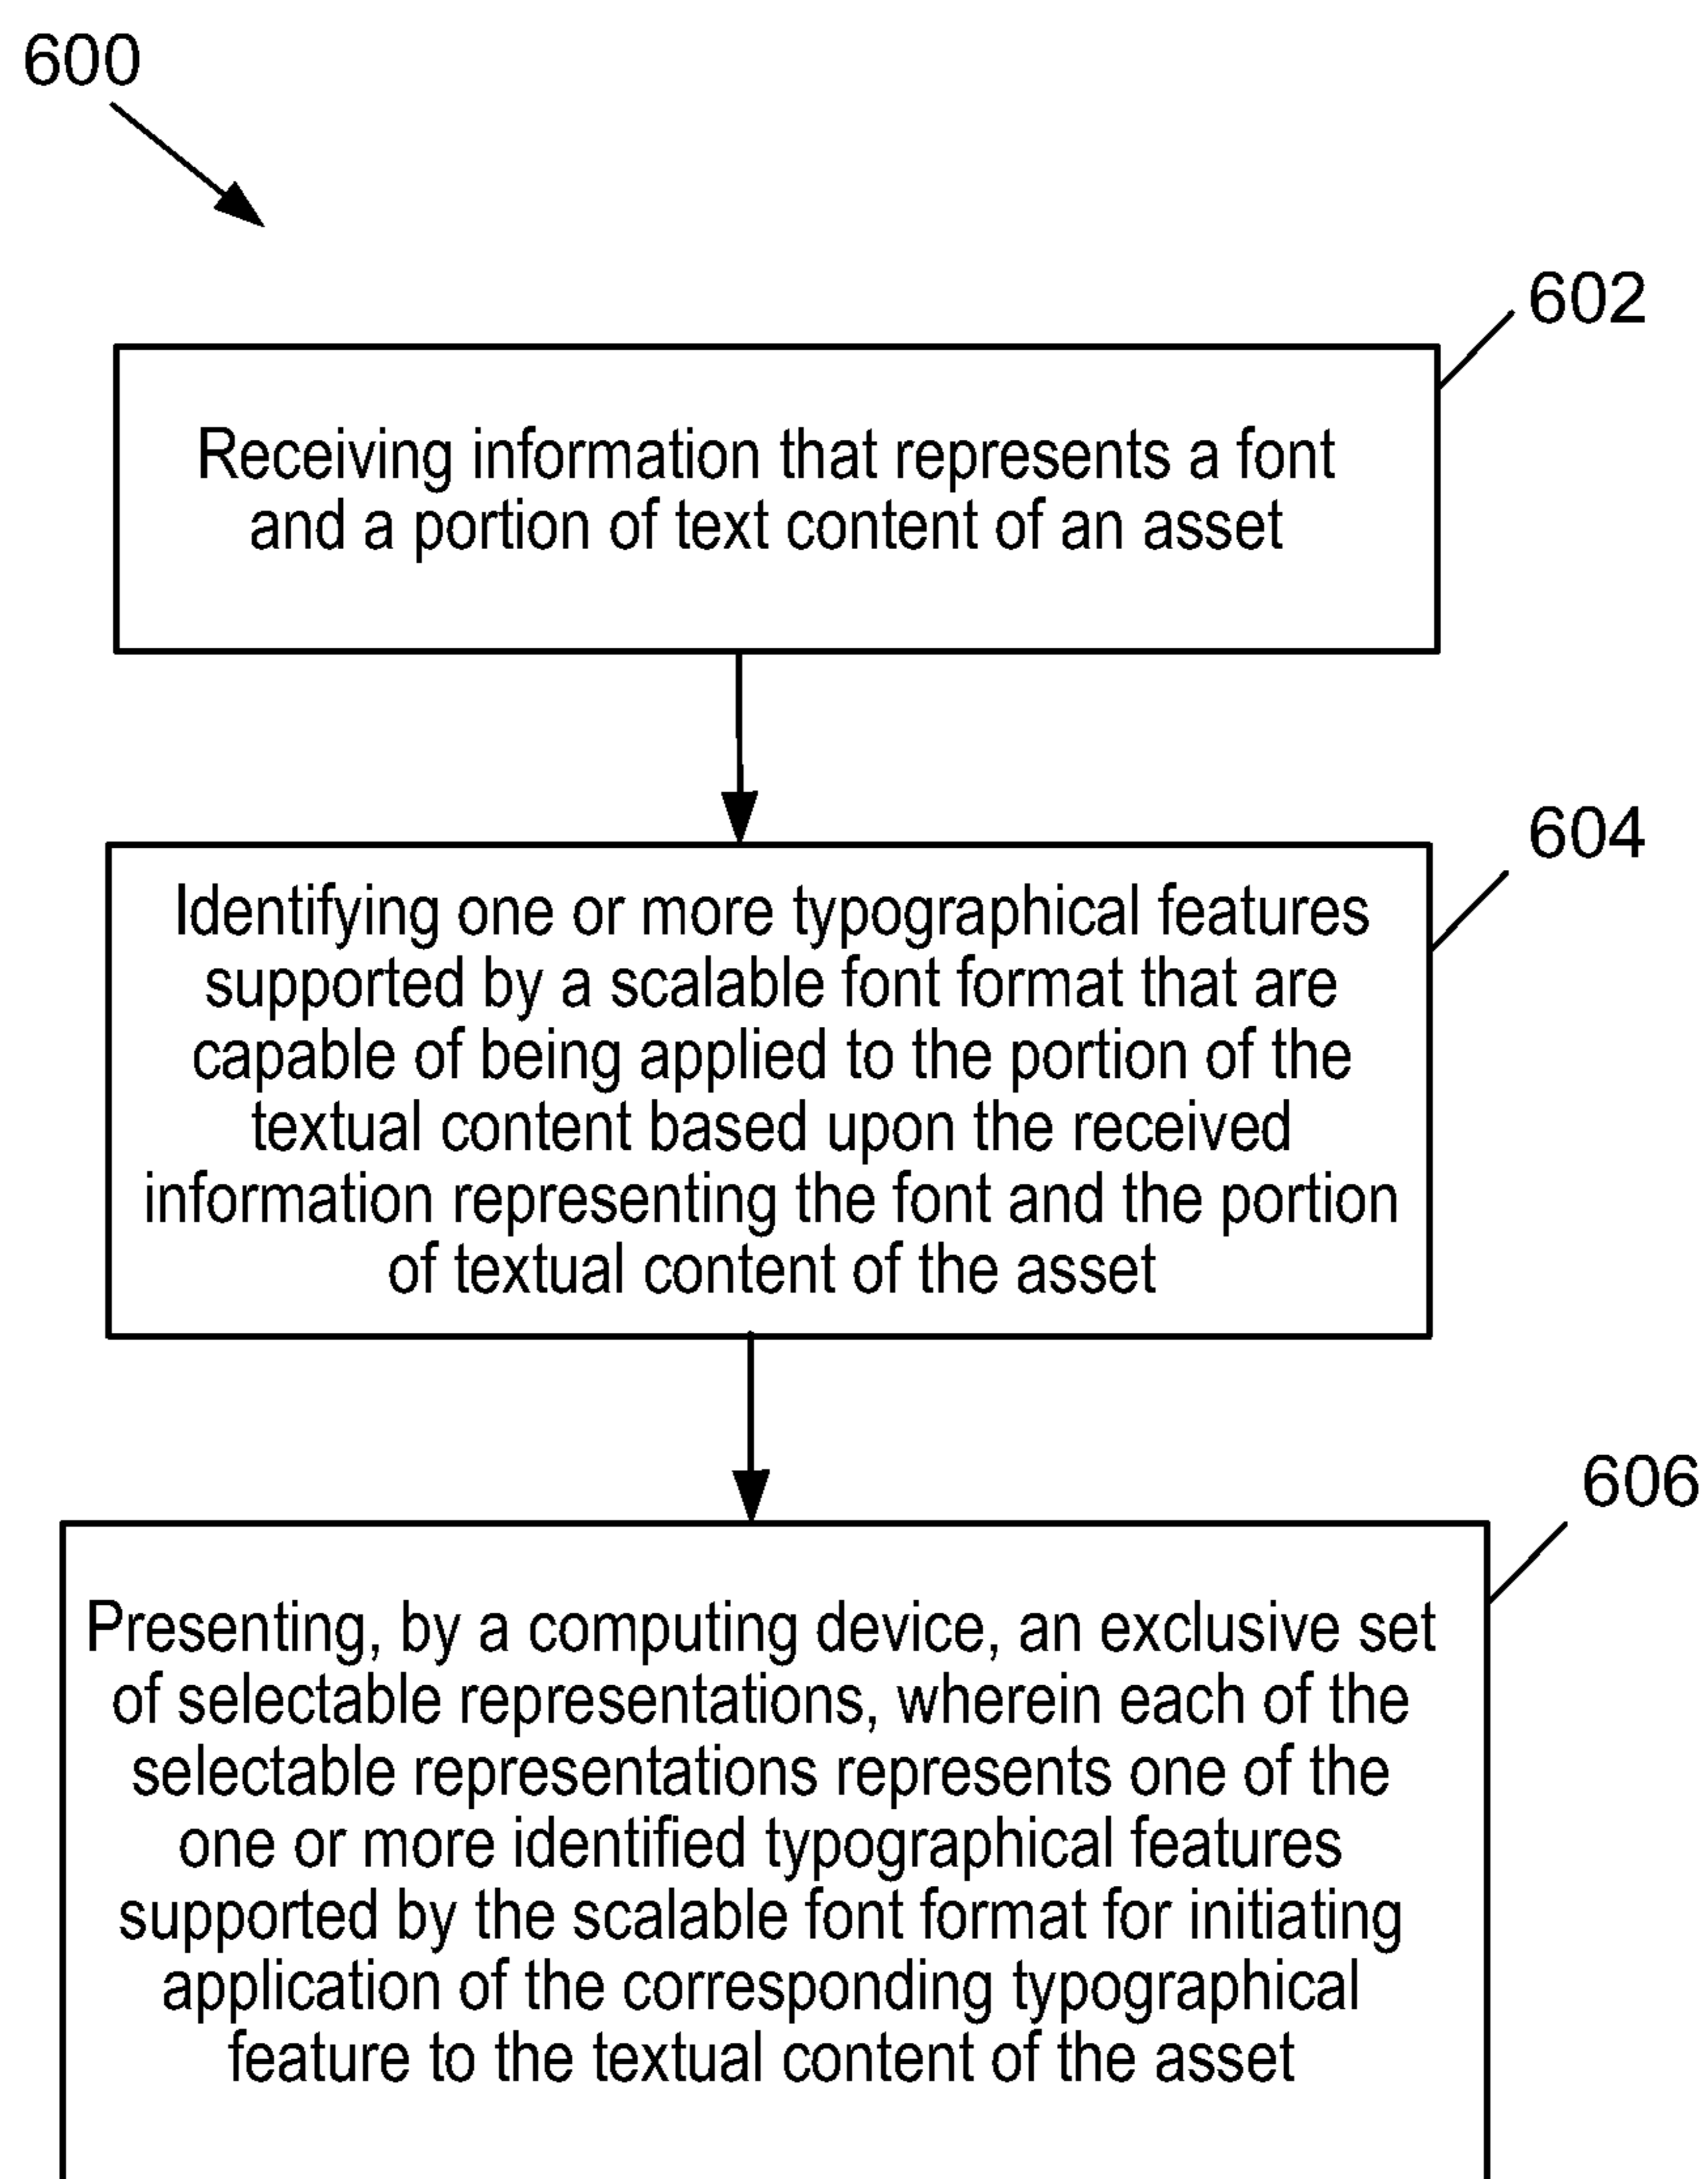 600
602
Receiving information that represents a font
and a portion of text content of an asset
604
Identifying one or more typographical features
supported by a scalable font format that are
capable of being applied to the portion of the
textual content based upon the received
information representing the font and the portion
of textual content of the asset
606
Presenting, by a computing device, an exclusive set
of selectable representations, wherein each of the
selectable representations represents one of the
one or more identified typographical features
supported by the scalable font format for initiating
application of the corresponding typographical
feature to the textual content of the asset